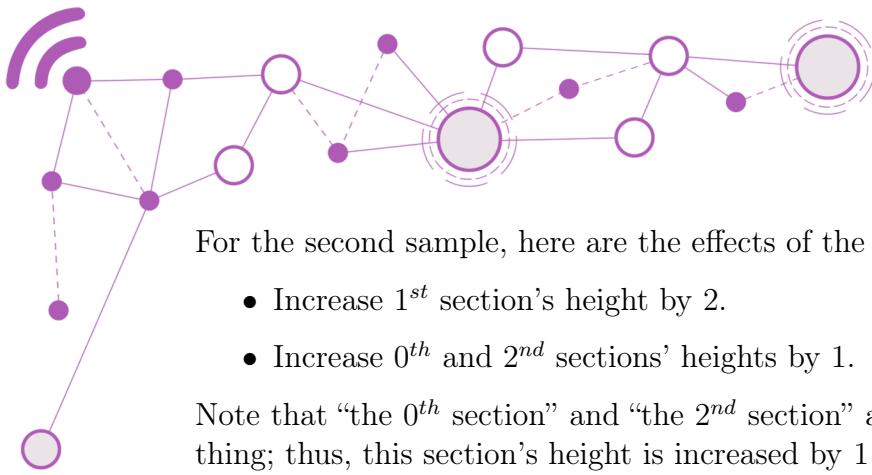 For the second sample, here are the effects of the
• Increase 1st section's height by 2.
• Increase 0th and 2nd sections' heights by 1.
Note that “the 0th section” and “the 2nd section” a
thing; thus, this section's height is increased by 1